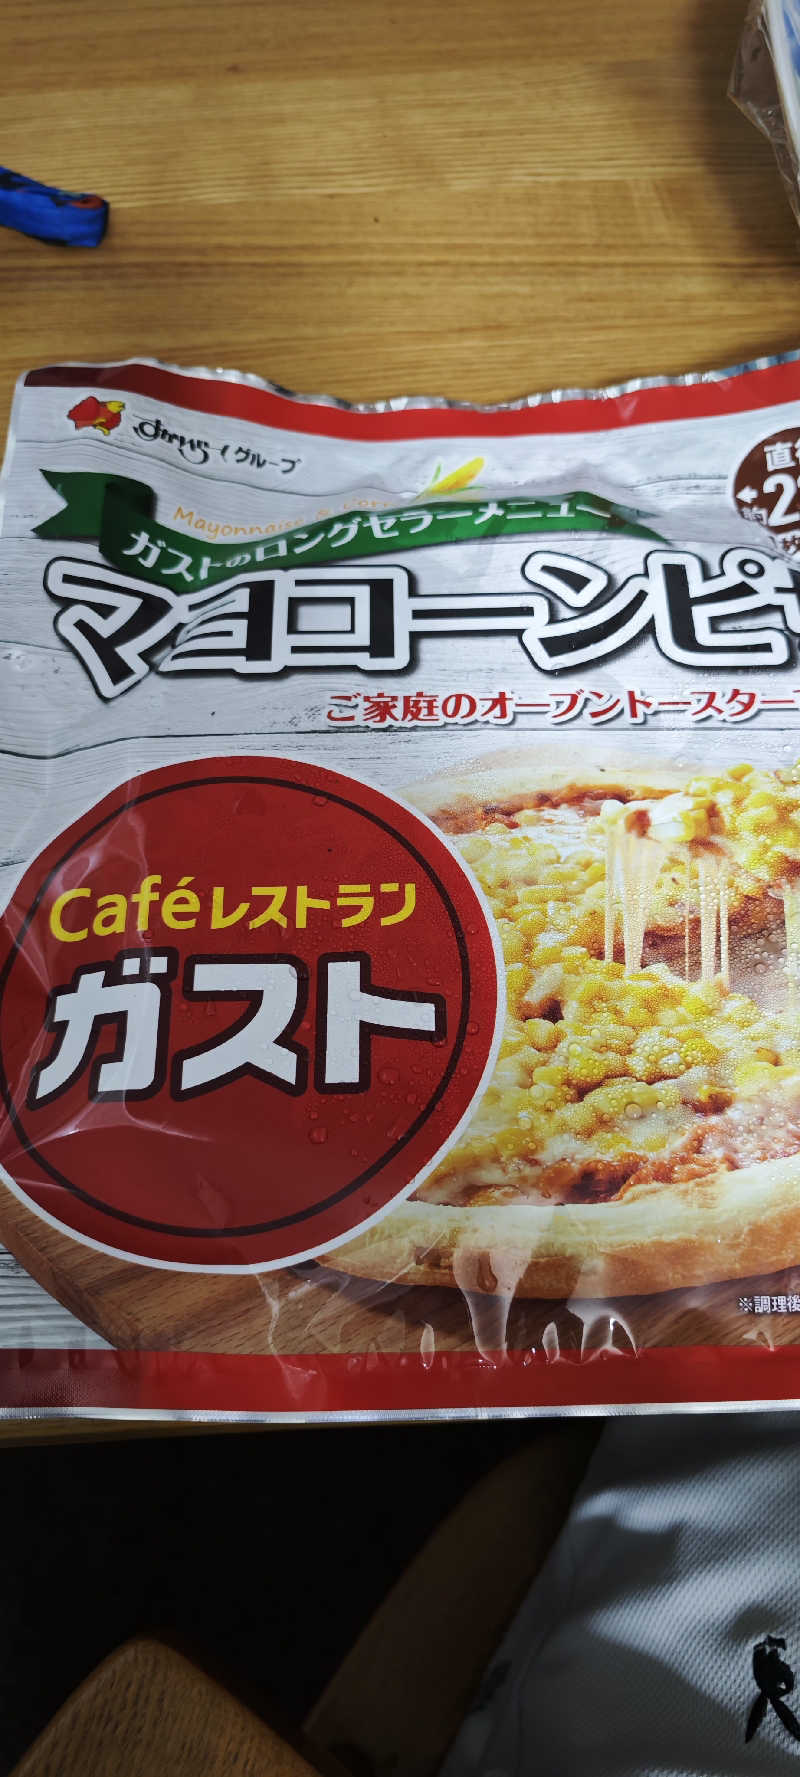 すかいらーくグループ
直径
約22
Mayonnaise & Corn
ガストのロングセラーメニュー
マヨコーンピ
ご家庭のオーブントースター
Caféレストラン
ガスト
※調理後